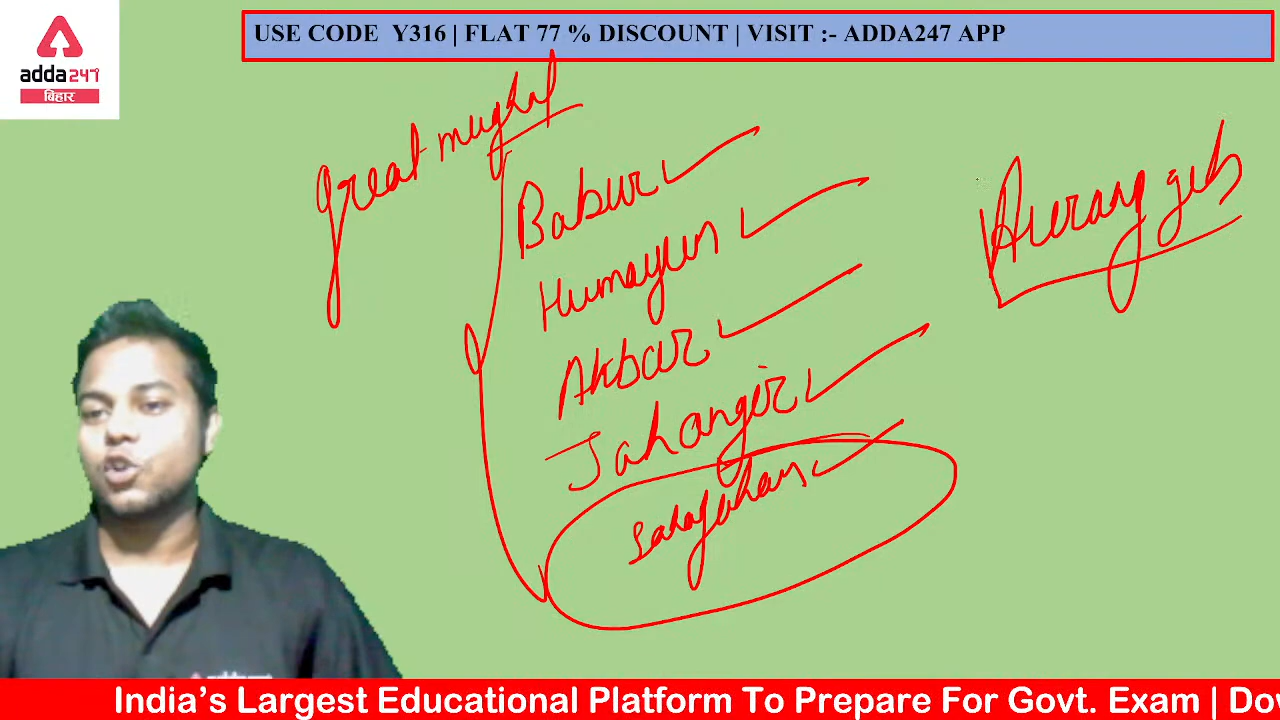 USE CODE Y316 | FLAT 77 % DISCOUNT | VISIT :- ADDA247 APP
adda247
बिहार
Great mughal
Babur
Humayun
Akbar
Jahangir
Sahajahan
Aurangzeb
India's Largest Educational Platform To Prepare For Govt. Exam | Dov